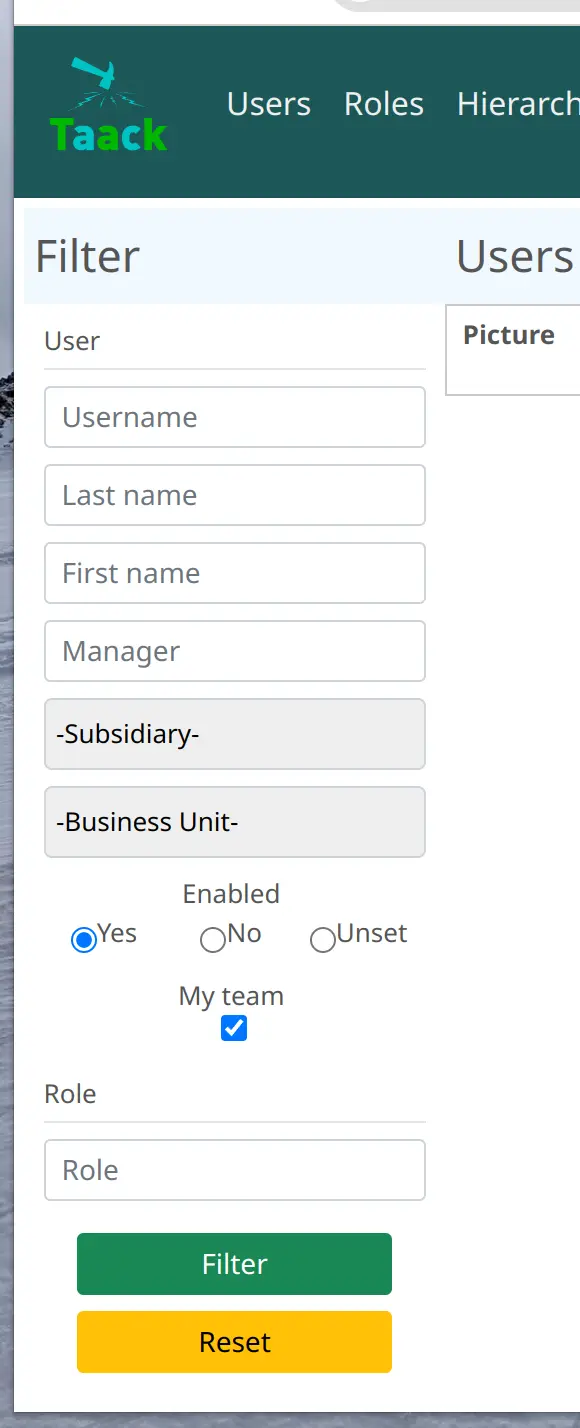 Taack
Users Roles Hierarch
Filter
Users
User
Picture
Username
Last name
First name
Manager
-Subsidiary-
-Business Unit-
Enabled
Yes No Unset
My team
Role
Role
Filter
Reset